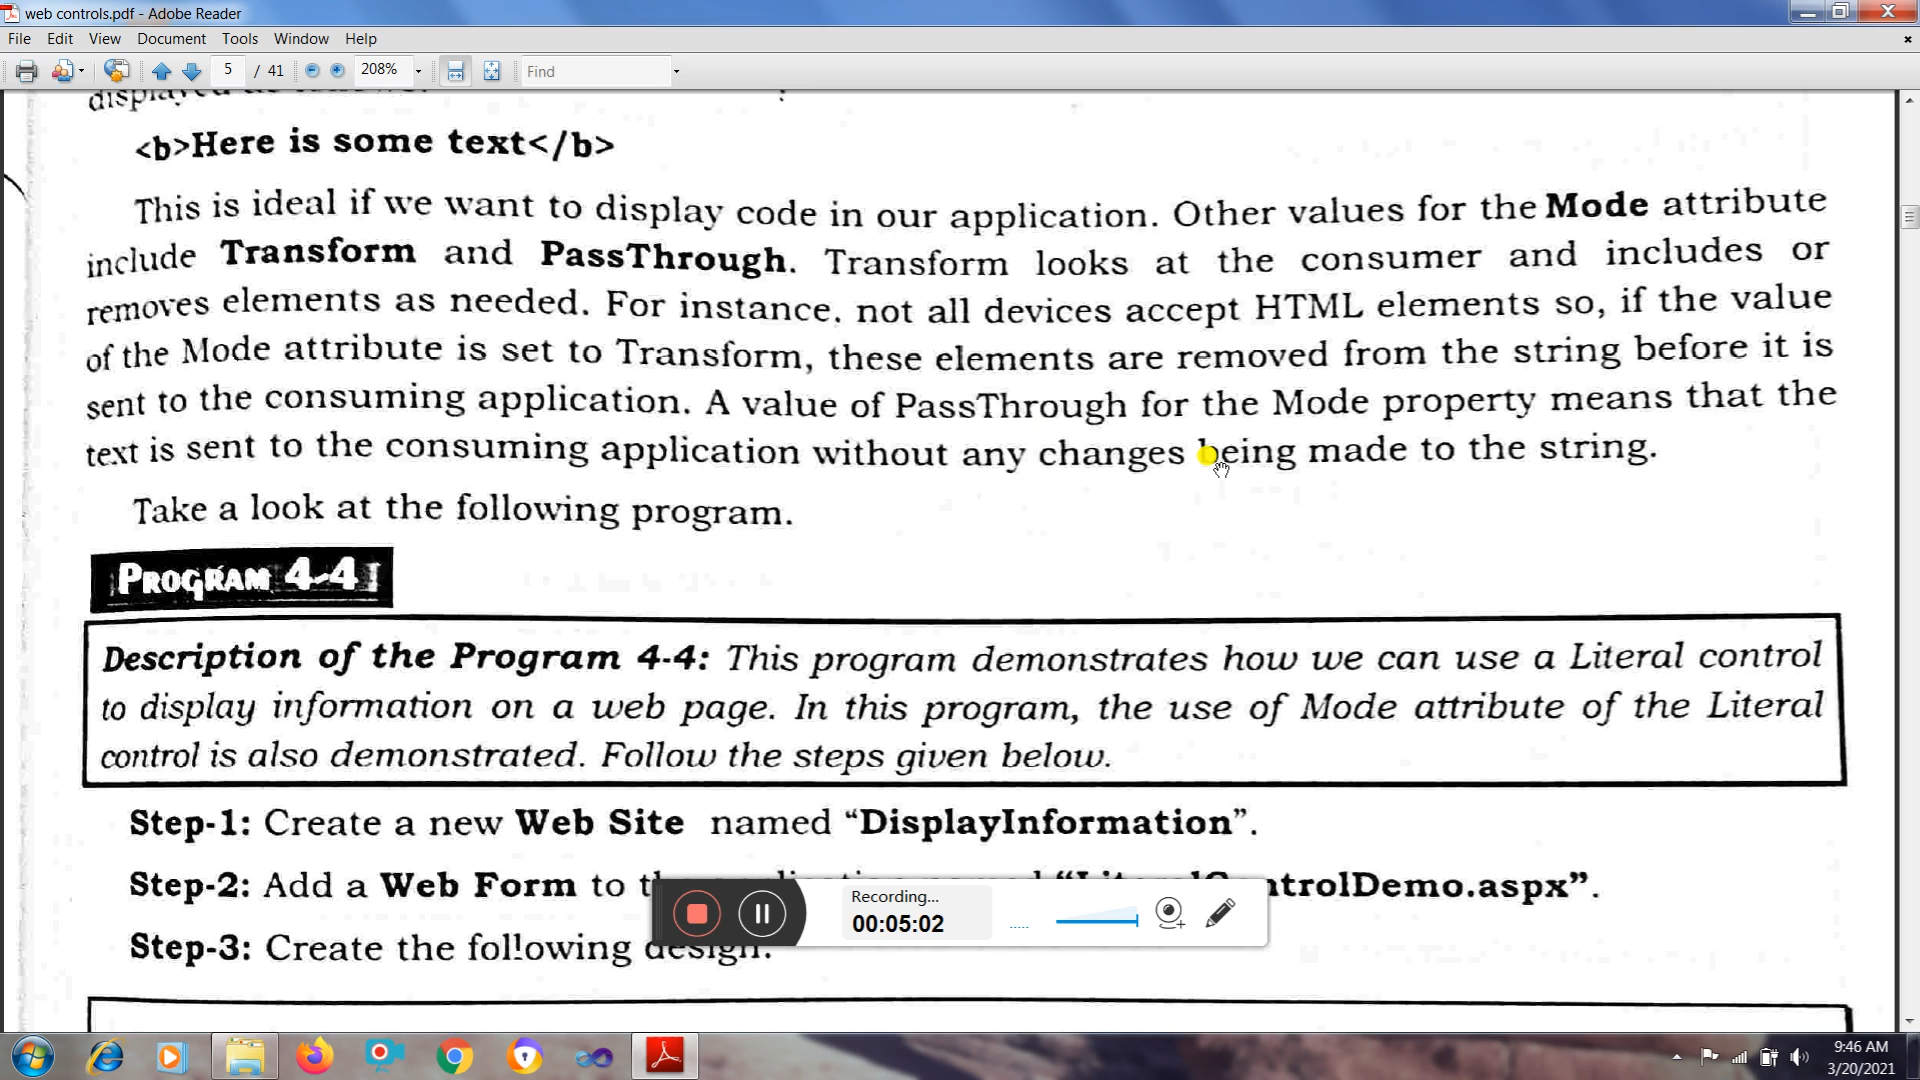 web controls.pdf - Adobe Reader
File Edit View Document Tools Window Help
5 / 41 208% Find
<b>Here is some text</b>
This is ideal if we want to display code in our application. Other values for the Mode attribute
include Transform and PassThrough. Transform looks at the consumer and includes or
removes elements as needed. For instance. not all devices accept HTML elements so, if the value
of the Mode attribute is set to Transform, these elements are removed from the string before it is
sent to the consuming application. A value of PassThrough for the Mode property means that the
text is sent to the consuming application without any changes being made to the string.
Take a look at the following program.
PROGRAM 4-4
Description of the Program 4-4: This program demonstrates how we can use a Literal control
to display information on a web page. In this program, the use of Mode attribute of the Literal
control is also demonstrated. Follow the steps given below.
Step-1: Create a new Web Site named “DisplayInformation”.
Step-2: Add a Web Form to
Step-3: Create the following design.
Recording...
00:05:02
9:46 AM
3/20/2021